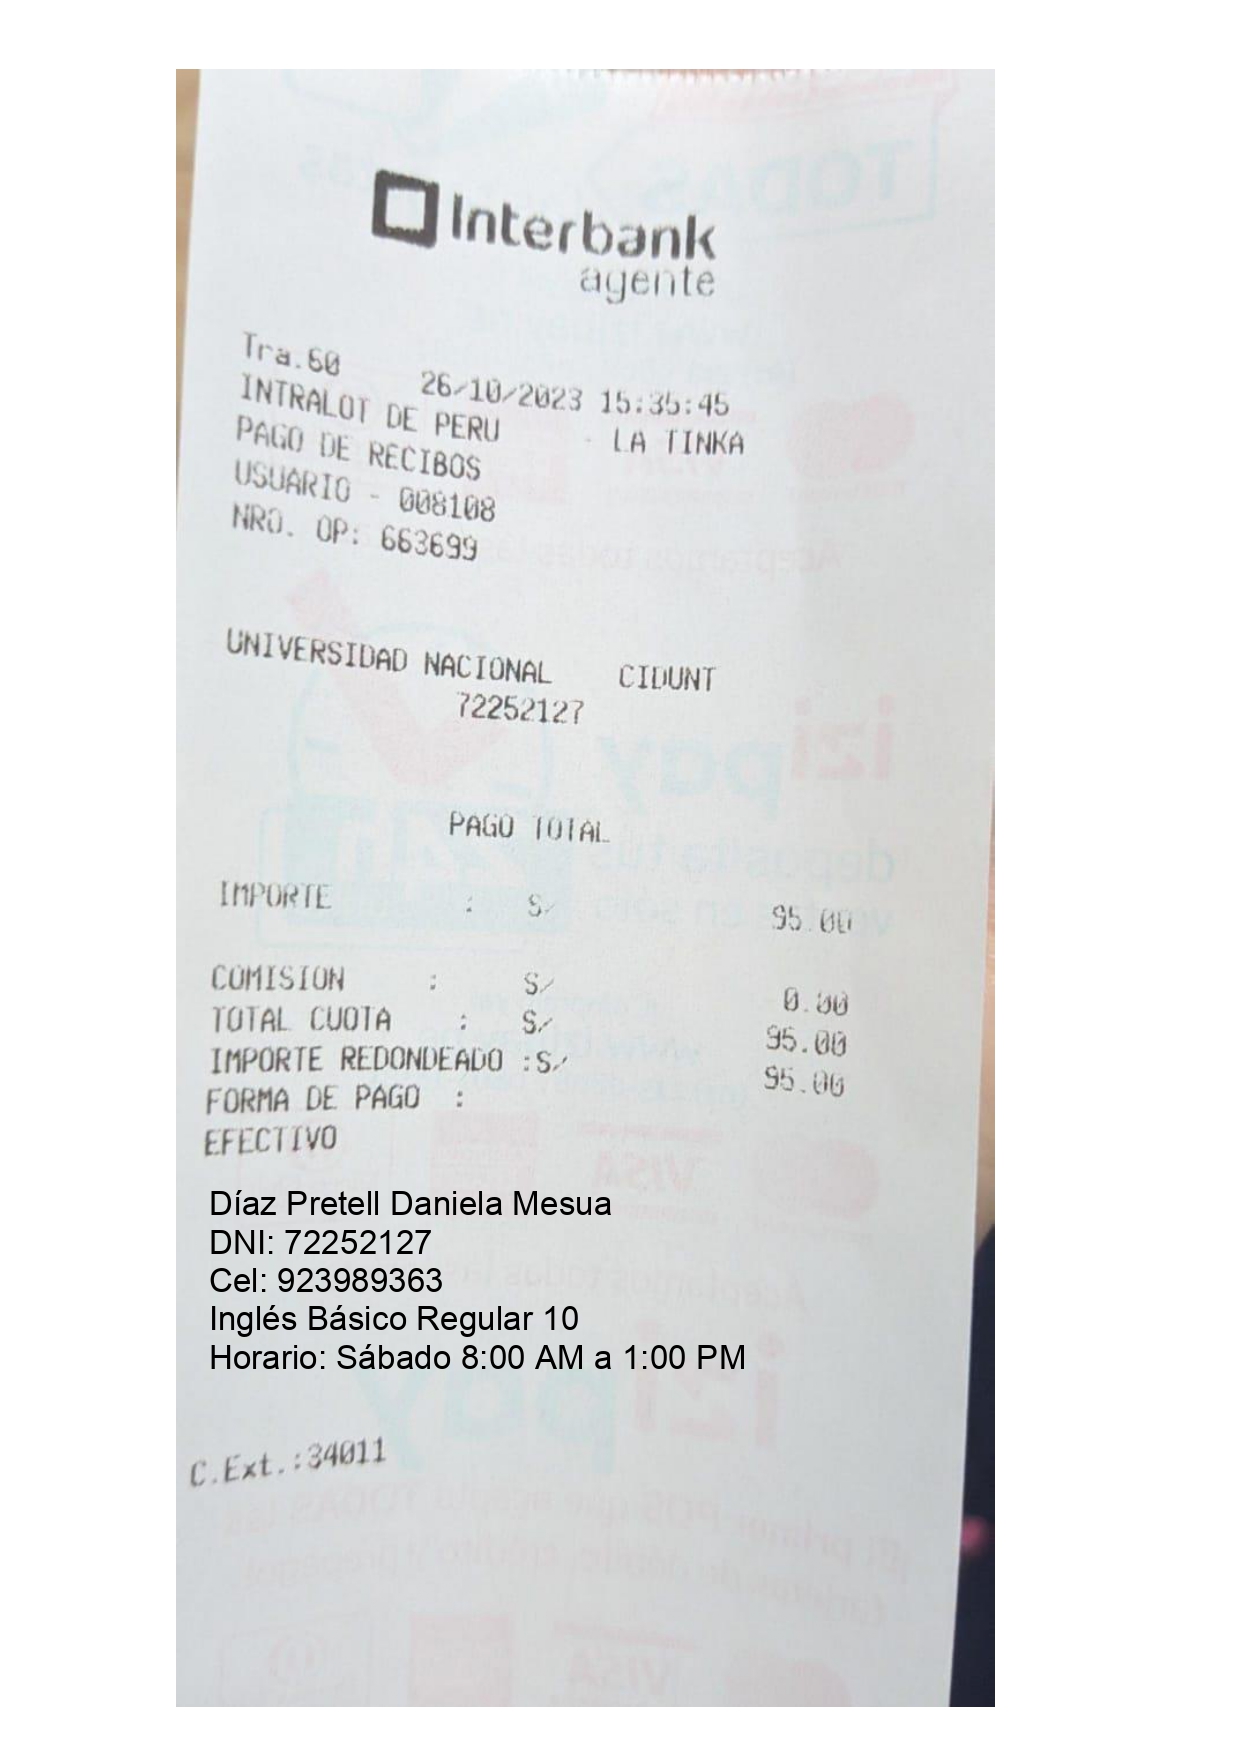 Interbank
agente
Tra.60 26/10/2023 15:35:45
INTRALOT DE PERU - LA TINKA
PAGO DE RECIBOS
USUARIO - 008108
NRO. OP: 663699
UNIVERSIDAD NACIONAL CIDUNT
72252127
PAGO TOTAL
IMPORTE : S/ 95.00
COMISION : S/ 0.00
TOTAL CUOTA : S/ 95.00
IMPORTE REDONDEADO :S/ 95.00
FORMA DE PAGO :
EFECTIVO
Díaz Pretell Daniela Mesua
DNI: 72252127
Cel: 923989363
Inglés Básico Regular 10
Horario: Sábado 8:00 AM a 1:00 PM
C.Ext.:34011